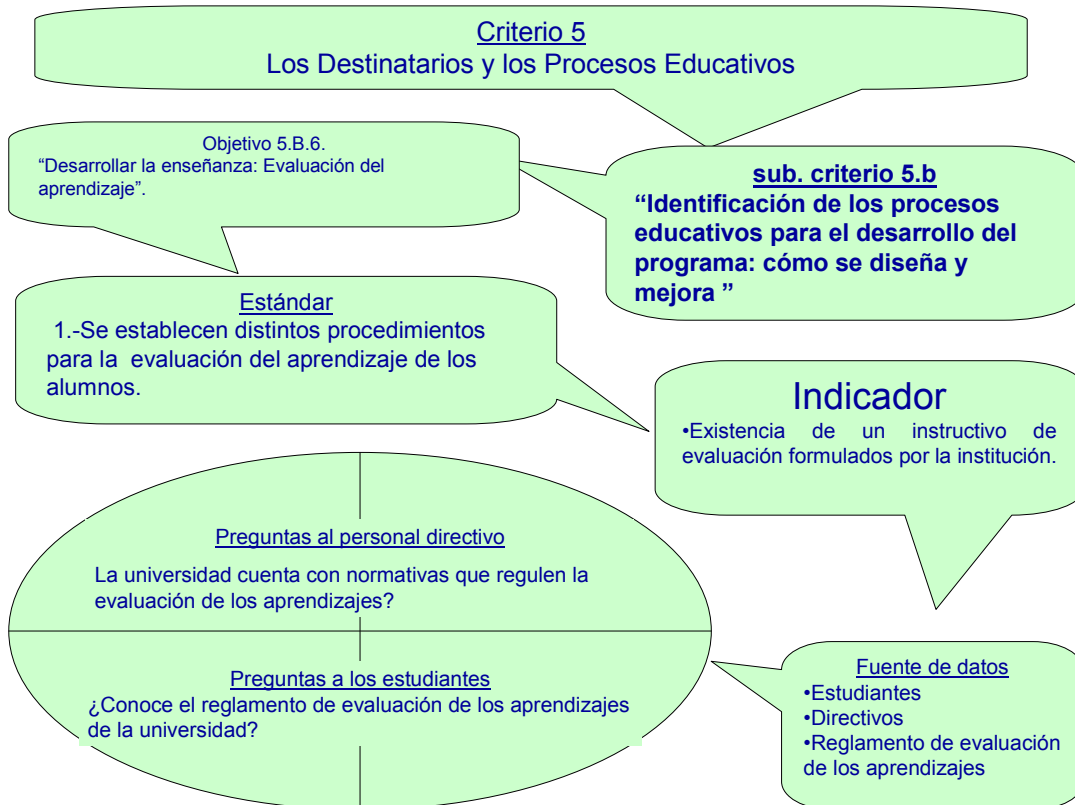 Criterio 5
Los Destinatarios y los Procesos Educativos
Objetivo 5.B.6.
“Desarrollar la enseñanza: Evaluación del
aprendizaje”.
sub. criterio 5.b
“Identificación de los procesos
educativos para el desarrollo del
programa: cómo se diseña y
mejora ”
Estándar
1.-Se establecen distintos procedimientos
para la evaluación del aprendizaje de los
alumnos.
Indicador
•Existencia de un instructivo de
evaluación formulados por la institución.
Preguntas al personal directivo
La universidad cuenta con normativas que regulen la
evaluación de los aprendizajes?
Preguntas a los estudiantes
¿Conoce el reglamento de evaluación de los aprendizajes
de la universidad?
Fuente de datos
•Estudiantes
•Directivos
•Reglamento de evaluación
de los aprendizajes